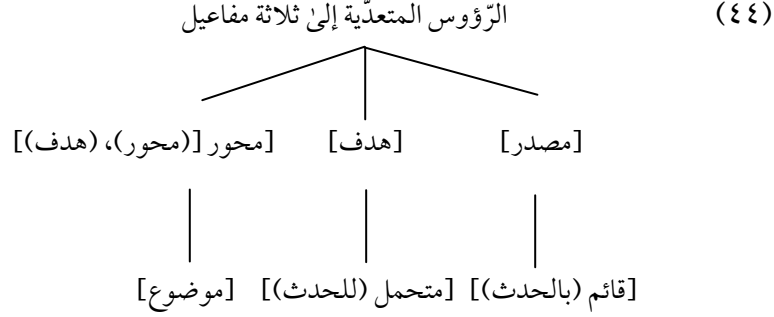 (٤٤) الرّؤوس المتعدّية إلىٰ ثلاثة مفاعيل
[مصدر] [هدف] [محور [(محور)، (هدف)]
[قائم (بالحدث)] [متحمل (للحدث)] [موضوع]